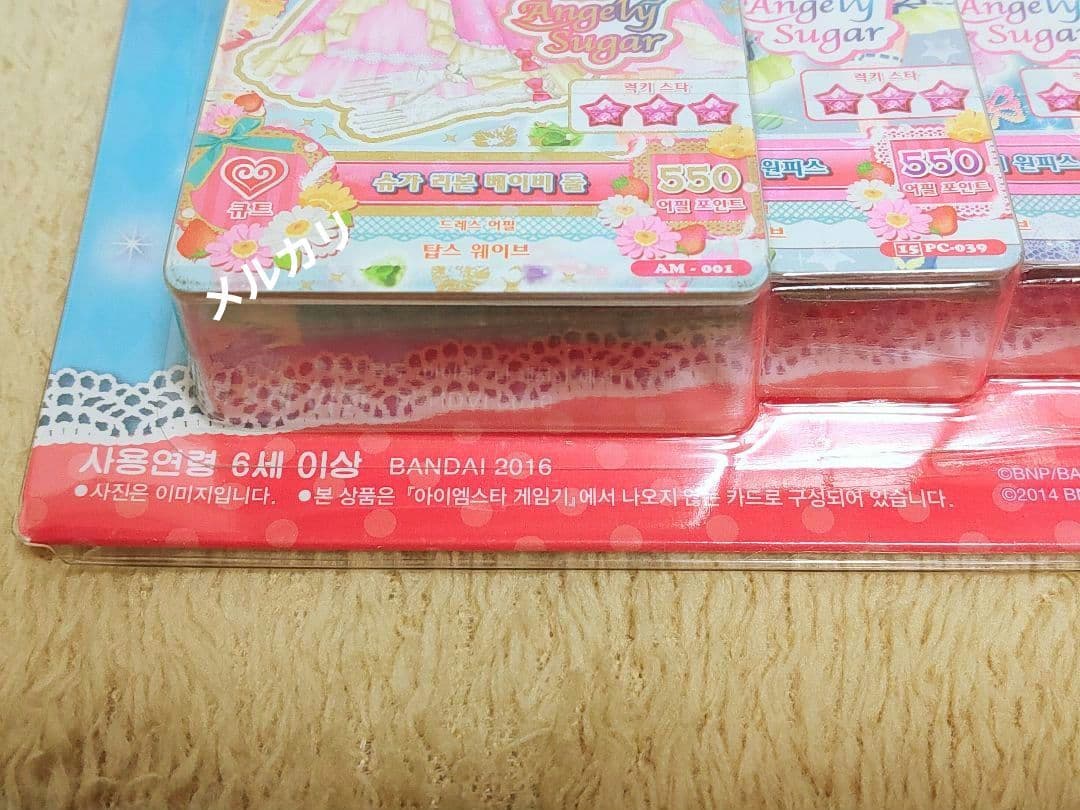 Angely
Sugar
럭키 스타
슈가 리본 베이비 돌
550
어필 포인트
큐트
드레스 어필
탑스 웨이브
AM - 001
Angely
Sugar
럭키 스타
원피스
550
어필 포인트
15 PC-039
Angely
Sugar
원피스
メルカリ
사용연령 6세 이상 BANDAI 2016
●사진은 이미지입니다. ●본 상품은 『아이엠스타 게임기』에서 나오지 않는 카드로 구성되어 있습니다.
©BNP/BA
©2014 B